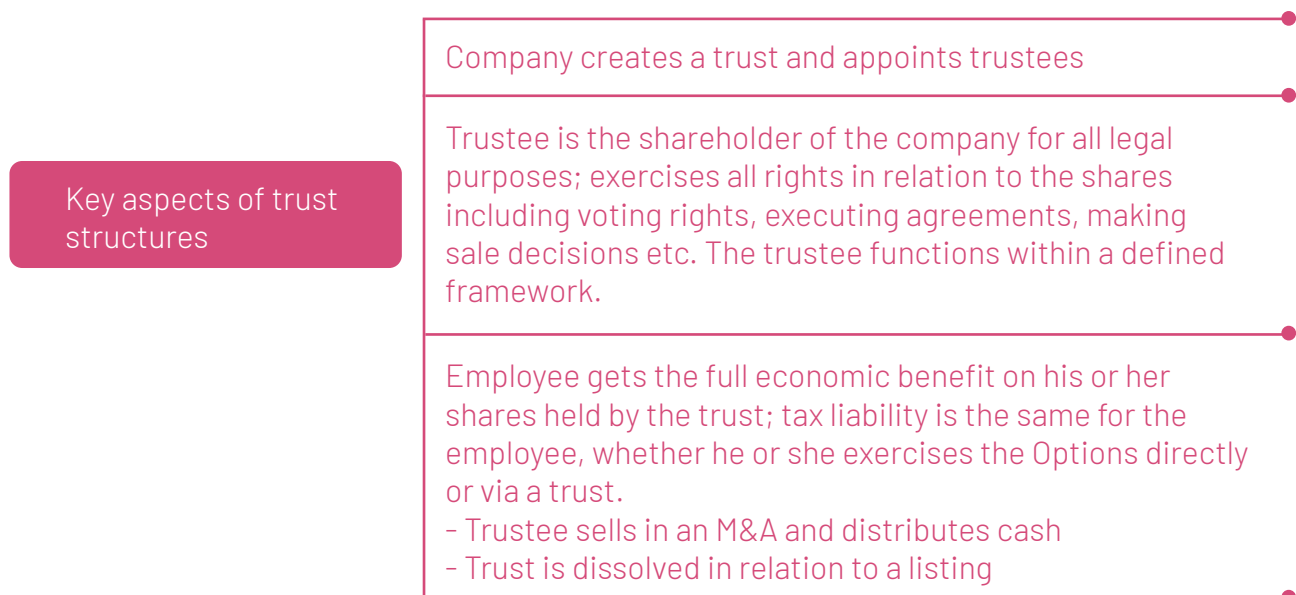 Key aspects of trust
structures
Company creates a trust and appoints trustees
Trustee is the shareholder of the company for all legal
purposes; exercises all rights in relation to the shares
including voting rights, executing agreements, making
sale decisions etc. The trustee functions within a defined
framework.
Employee gets the full economic benefit on his or her
shares held by the trust; tax liability is the same for the
employee, whether he or she exercises the Options directly
or via a trust.
- Trustee sells in an M&A and distributes cash
- Trust is dissolved in relation to a listing